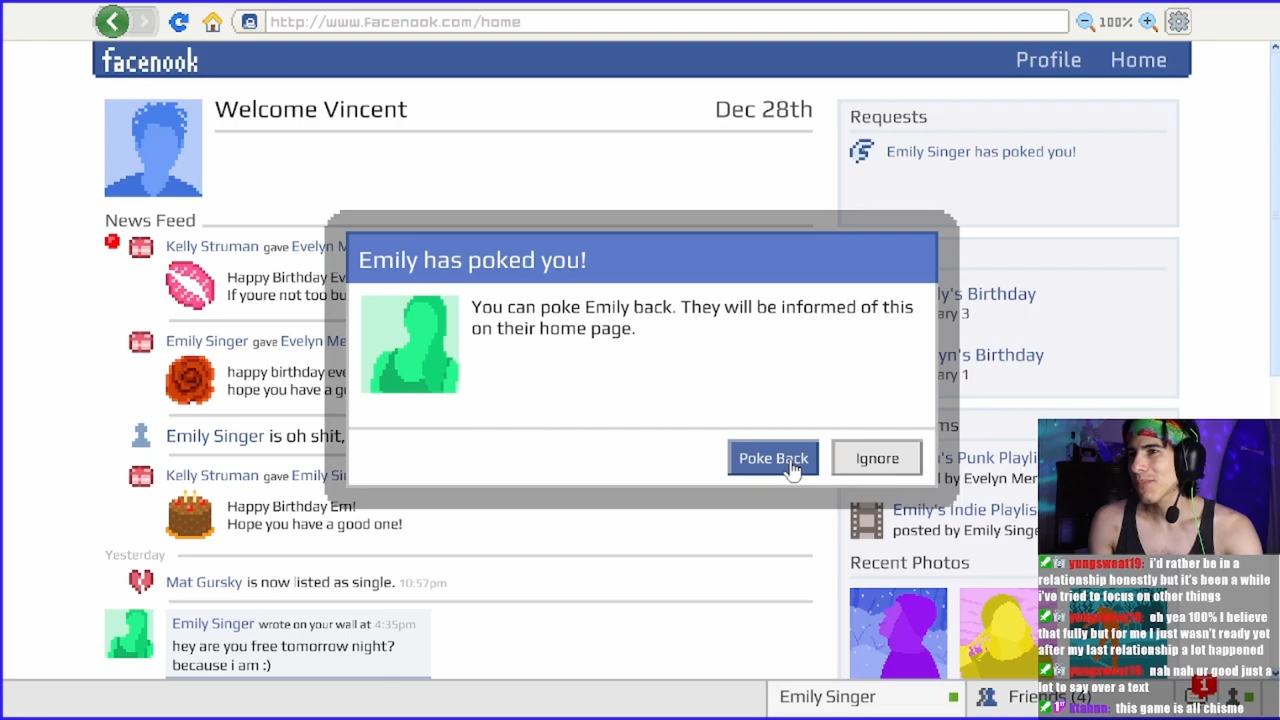 http://www.facenook.com/home
100%
facenook
Profile
Home
Welcome Vincent
Dec 28th
News Feed
Kelly Struman gave Evelyn M
Happy Birthday Ev
If youre not too bu
Emily Singer gave Evelyn Me
happy birthday eve
hope you have a g
Emily Singer is oh shit,
Kelly Struman gave Emily Si
Happy Birthday Em!
Hope you have a good one!
Yesterday
Mat Gursky is now listed as single. 10:57pm
Emily Singer wrote on your wall at 4:35pm
hey are you free tomorrow night?
because i am :)
Emily has poked you!
You can poke Emily back. They will be informed of this
on their home page.
Poke Back
Ignore
Requests
Emily Singer has poked you!
y's Birthday
ary 3
yn's Birthday
ary 1
ms
's Punk Playli
l by Evelyn Mer
Emily's Indie Playlis
posted by Emily Singe
Recent Photos
yungsweat19: i'd rather be in a
relationship honestly but it's been a while
i've tried to focus on other things
yungsweat19: oh yea 100% I believe
that fully but for me I just wasn't ready yet
after my last relationship a lot happened
yungsweat19: nah nah ur good just a
lot to say over a text
ktahnn: this game is all chisme
Emily Singer
Friends (4)
1